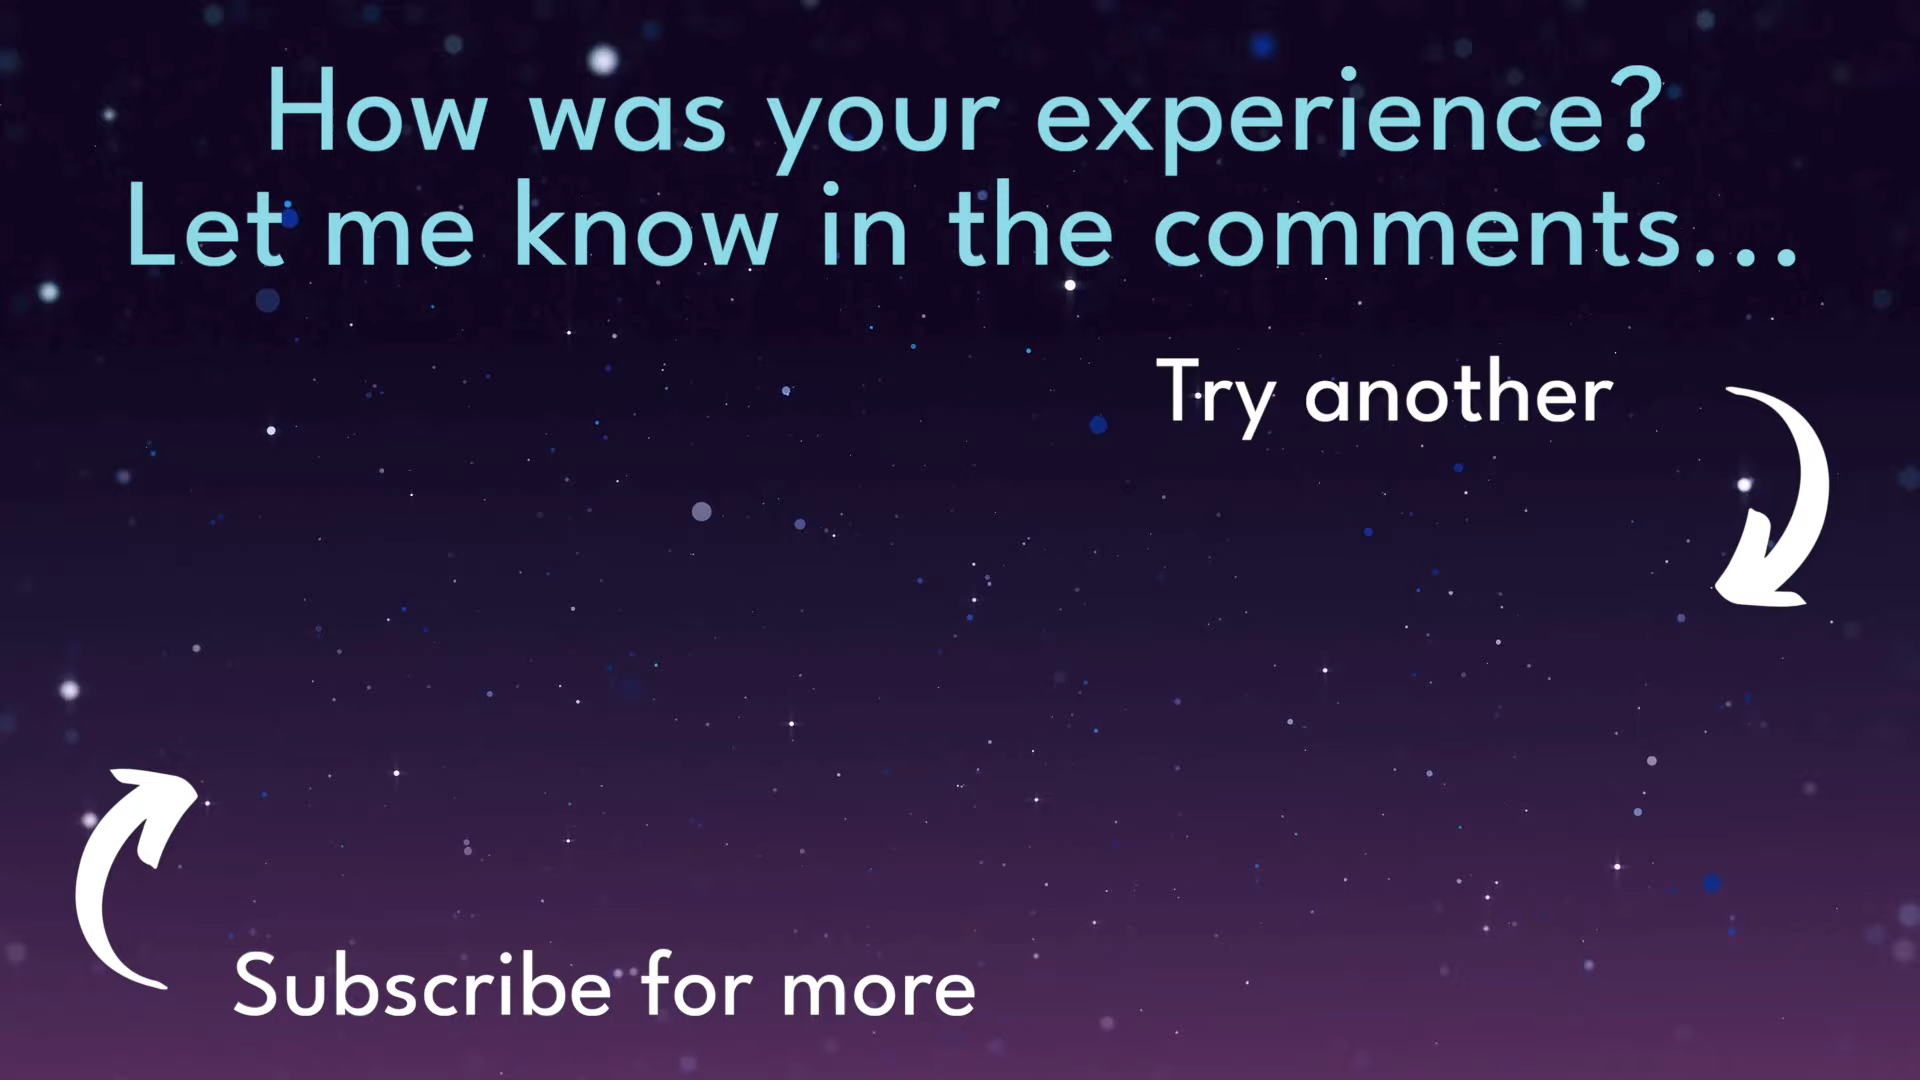 How was your experience?
Let me know in the comments...
Try another
Subscribe for more